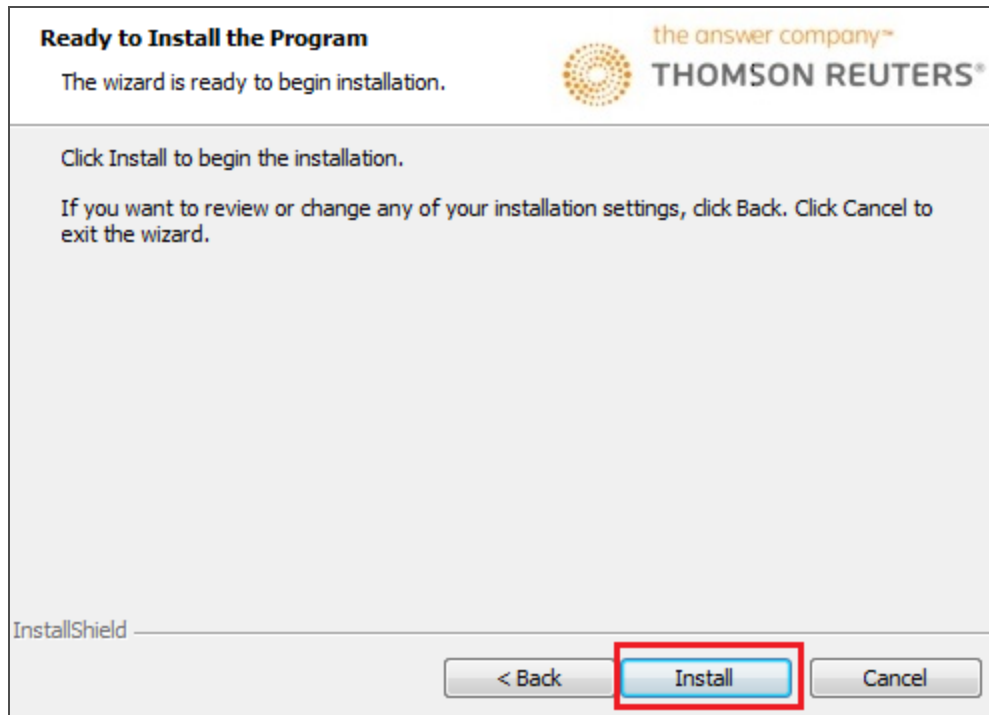 Ready to Install the Program
The wizard is ready to begin installation.
the answer company™
THOMSON REUTERS®
Click Install to begin the installation.
If you want to review or change any of your installation settings, click Back. Click Cancel to
exit the wizard.
InstallShield
< Back
Install
Cancel